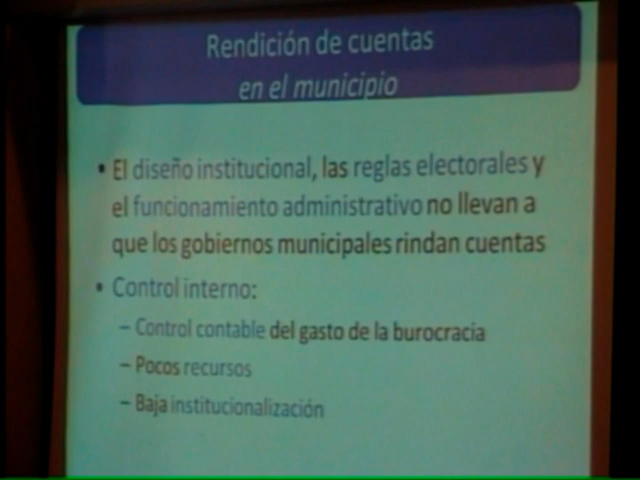 Rendición de cuentas
en el municipio
• El diseño institucional, las reglas electorales y
el funcionamiento administrativo no llevan a
que los gobiernos municipales rindan cuentas
• Control interno:
– Control contable del gasto de la burocracia
– Pocos recursos
– Baja institucionalización